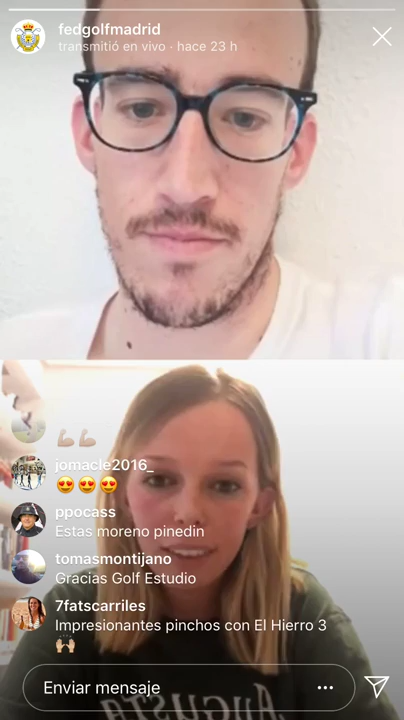 fedgolfmadrid
transmitió en vivo · hace 23 h
jomacle2016_
ppocass
Estas moreno pinedin
tomasmontijano
Gracias Golf Estudio
7fatscarriles
Impresionantes pinchos con El Hierro 3
Enviar mensaje
AUGUSTA